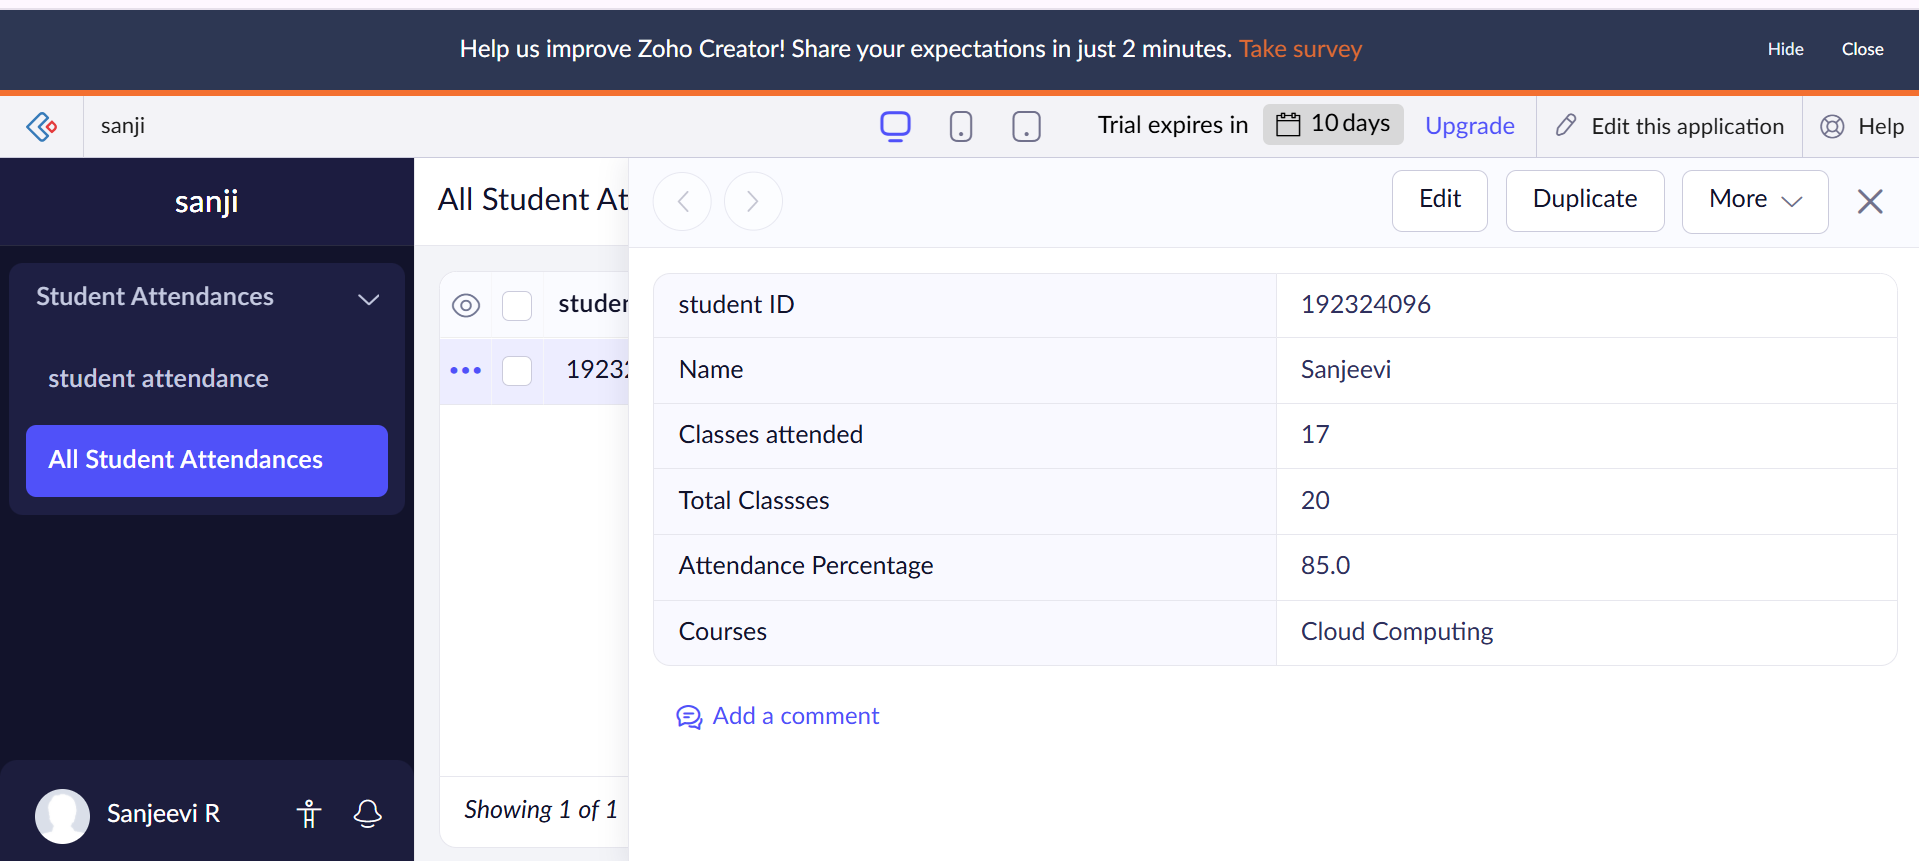 Help us improve Zoho Creator! Share your expectations in just 2 minutes. Take survey
Hide
Close
sanji
Trial expires in
10 days
Upgrade
Edit this application
Help
sanji
Student Attendances
student attendance
All Student Attendances
Sanjeevi R
All Student At
studen
1923
Showing 1 of 1
Edit
Duplicate
More
student ID 192324096
Name Sanjeevi
Classes attended 17
Total Classses 20
Attendance Percentage 85.0
Courses Cloud Computing
Add a comment